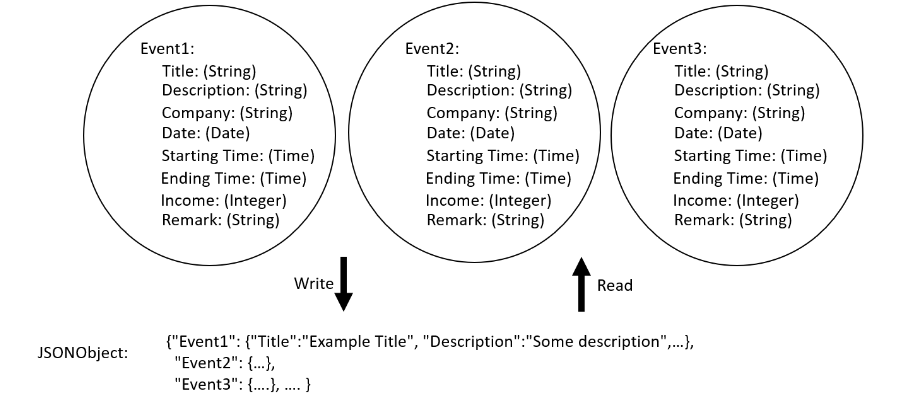 Event1:
Title: (String)
Description: (String)
Company: (String)
Date: (Date)
Starting Time: (Time)
Ending Time: (Time)
Income: (Integer)
Remark: (String)
Event2:
Title: (String)
Description: (String)
Company: (String)
Date: (Date)
Starting Time: (Time)
Ending Time: (Time)
Income: (Integer)
Remark: (String)
Event3:
Title: (String)
Description: (String)
Company: (String)
Date: (Date)
Starting Time: (Time)
Ending Time: (Time)
Income: (Integer)
Remark: (String)
Write
Read
JSONObject:
{"Event1": {"Title":"Example Title", "Description":"Some description",...},
"Event2": {...},
"Event3": {....}, .... }